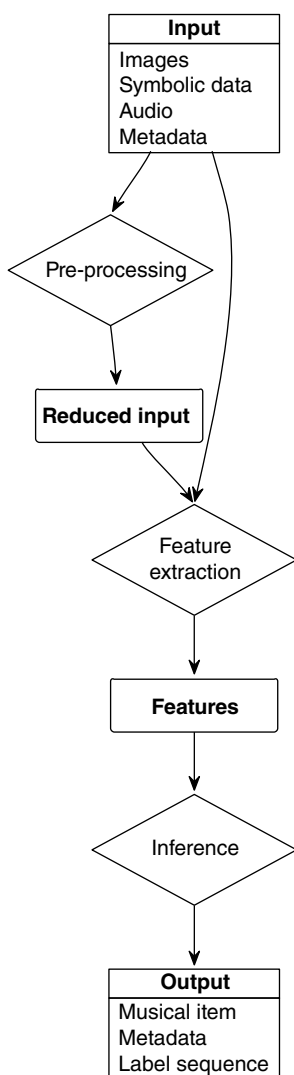 Input
Images
Symbolic data
Audio
Metadata
Pre-processing
Reduced input
Feature
extraction
Features
Inference
Output
Musical item
Metadata
Label sequence